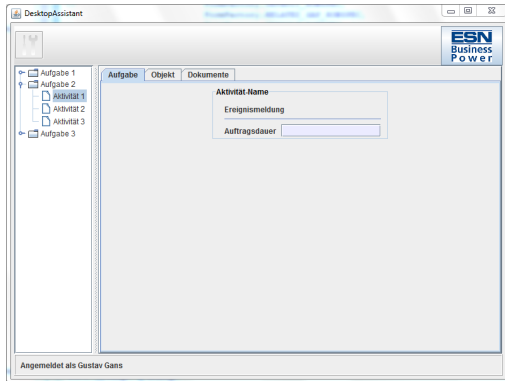 DesktopAssistant
ESN
Business
Power
Aufgabe 1
Aufgabe 2
Aktivität 1
Aktivität 2
Aktivität 3
Aufgabe 3
Aufgabe Objekt Dokumente
Aktivität-Name
Ereignismeldung
Auftragsdauer
Angemeldet als Gustav Gans